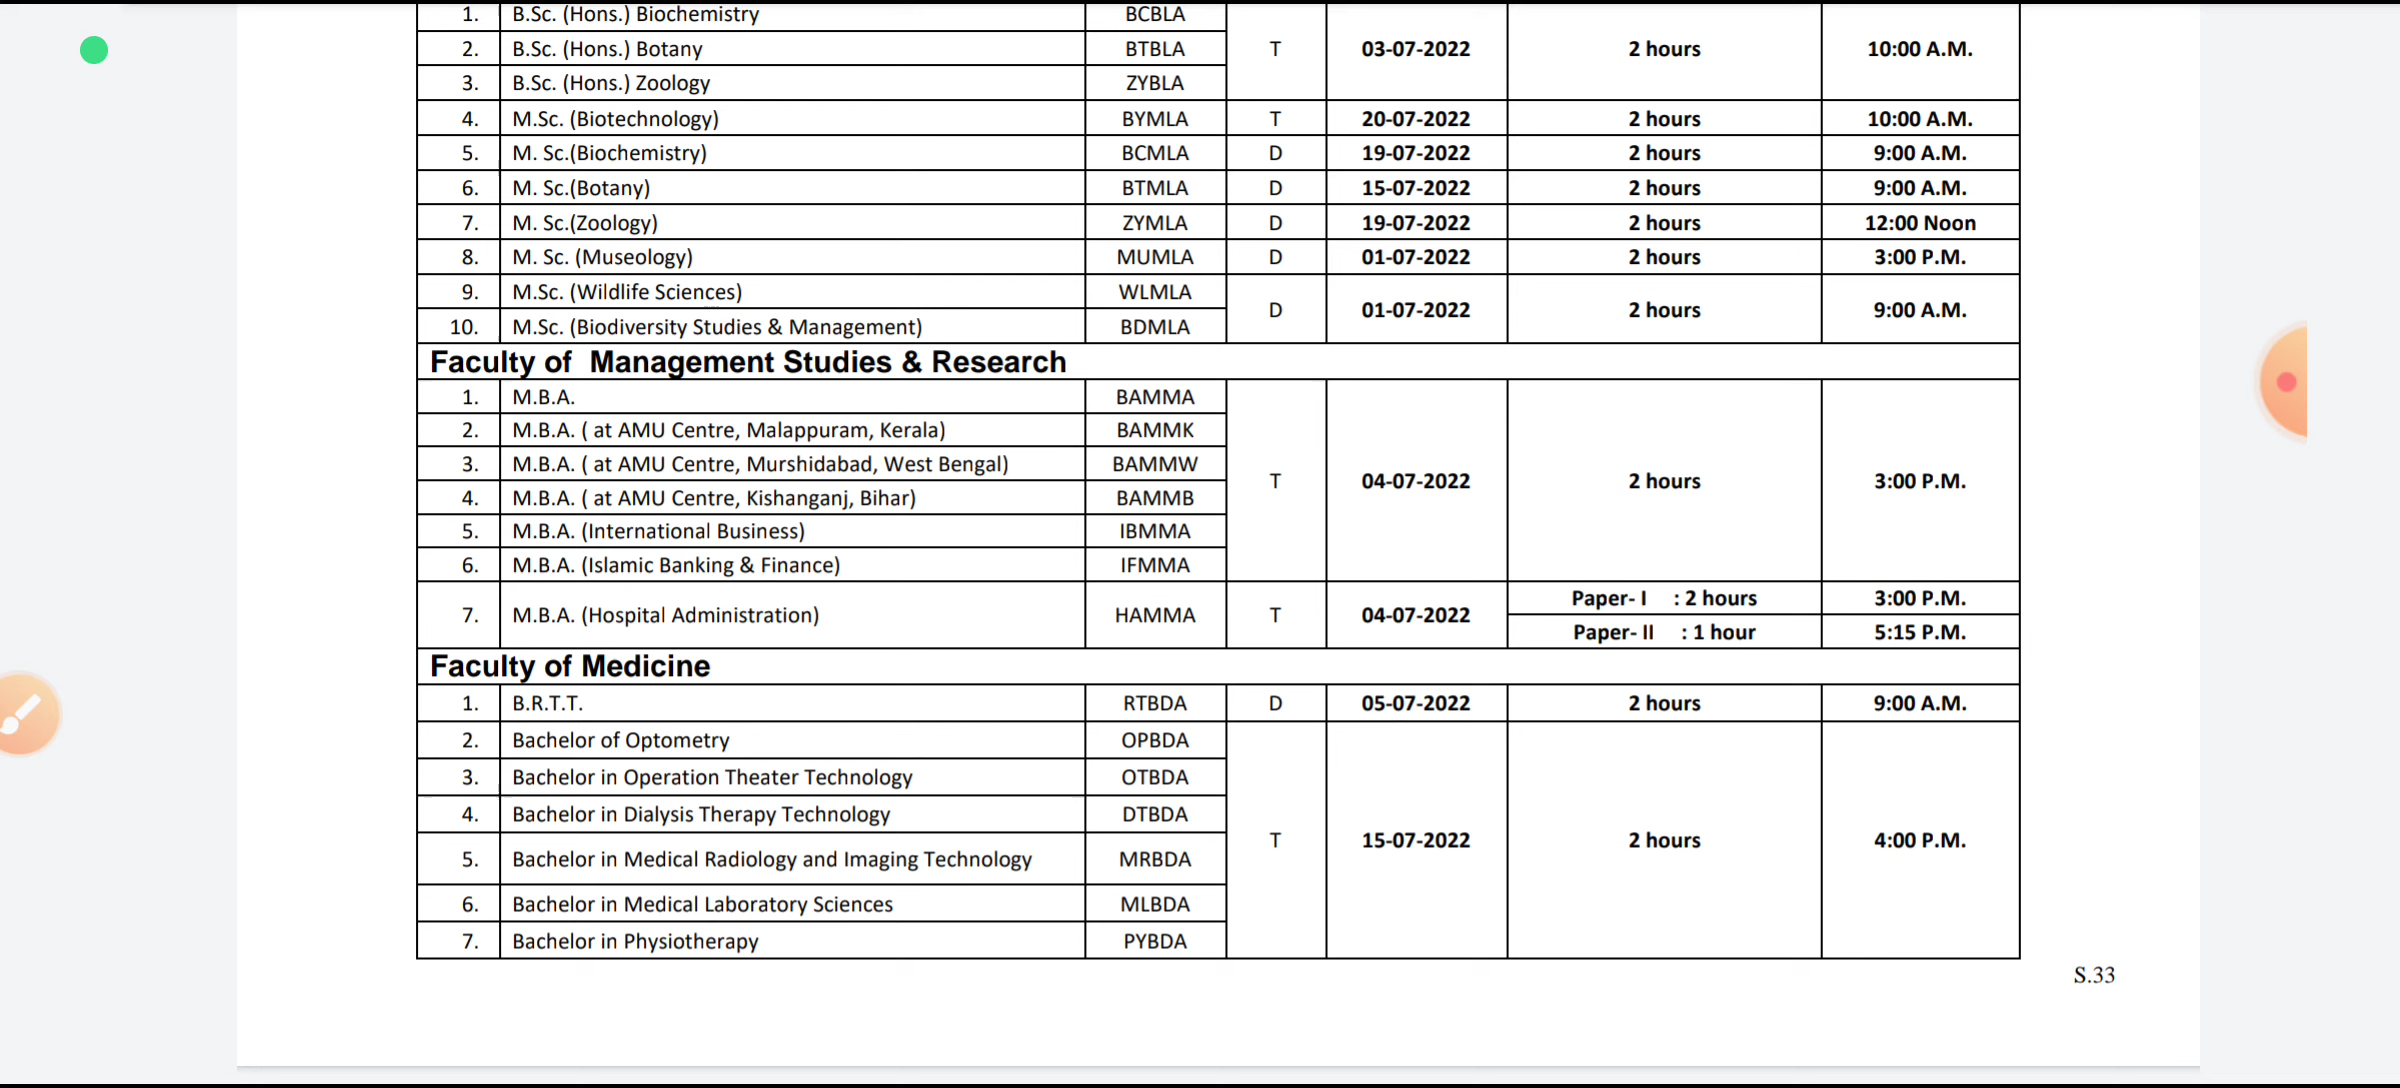 1. B.Sc. (Hons.) Biochemistry BCBLA
2. B.Sc. (Hons.) Botany BTBLA T 03-07-2022 2 hours 10:00 A.M.
3. B.Sc. (Hons.) Zoology ZYBLA
4. M.Sc. (Biotechnology) BYMLA T 20-07-2022 2 hours 10:00 A.M.
5. M. Sc.(Biochemistry) BCMLA D 19-07-2022 2 hours 9:00 A.M.
6. M. Sc.(Botany) BTMLA D 15-07-2022 2 hours 9:00 A.M.
7. M. Sc.(Zoology) ZYMLA D 19-07-2022 2 hours 12:00 Noon
8. M. Sc. (Museology) MUMLA D 01-07-2022 2 hours 3:00 P.M.
9. M.Sc. (Wildlife Sciences) WLMLA
D 01-07-2022 2 hours 9:00 A.M.
10. M.Sc. (Biodiversity Studies & Management) BDMLA
Faculty of Management Studies & Research
1. M.B.A. BAMMA
2. M.B.A. ( at AMU Centre, Malappuram, Kerala) BAMMK
3. M.B.A. ( at AMU Centre, Murshidabad, West Bengal) BAMMW
T 04-07-2022 2 hours 3:00 P.M.
4. M.B.A. ( at AMU Centre, Kishanganj, Bihar) BAMMB
5. M.B.A. (International Business) IBMMA
6. M.B.A. (Islamic Banking & Finance) IFMMA
Paper- I : 2 hours 3:00 P.M.
7. M.B.A. (Hospital Administration) HAMMA T 04-07-2022
Paper- II : 1 hour 5:15 P.M.
Faculty of Medicine
1. B.R.T.T. RTBDA D 05-07-2022 2 hours 9:00 A.M.
2. Bachelor of Optometry OPBDA
3. Bachelor in Operation Theater Technology OTBDA
4. Bachelor in Dialysis Therapy Technology DTBDA
T 15-07-2022 2 hours 4:00 P.M.
5. Bachelor in Medical Radiology and Imaging Technology MRBDA
6. Bachelor in Medical Laboratory Sciences MLBDA
7. Bachelor in Physiotherapy PYBDA
S.33